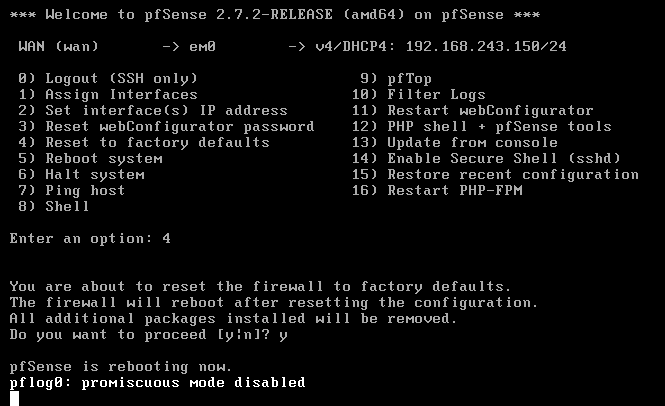 *** Welcome to pfSense 2.7.2-RELEASE (amd64) on pfSense ***
WAN (wan)       -> em0        -> v4/DHCP4: 192.168.243.150/24
0) Logout (SSH only)                  9) pfTop
1) Assign Interfaces                 10) Filter Logs
2) Set interface(s) IP address       11) Restart webConfigurator
3) Reset webConfigurator password    12) PHP shell + pfSense tools
4) Reset to factory defaults         13) Update from console
5) Reboot system                     14) Enable Secure Shell (sshd)
6) Halt system                       15) Restore recent configuration
7) Ping host                         16) Restart PHP-FPM
8) Shell
Enter an option: 4
You are about to reset the firewall to factory defaults.
The firewall will reboot after resetting the configuration.
All additional packages installed will be removed.
Do you want to proceed [y¦n]? y
pfSense is rebooting now.
pflog0: promiscuous mode disabled